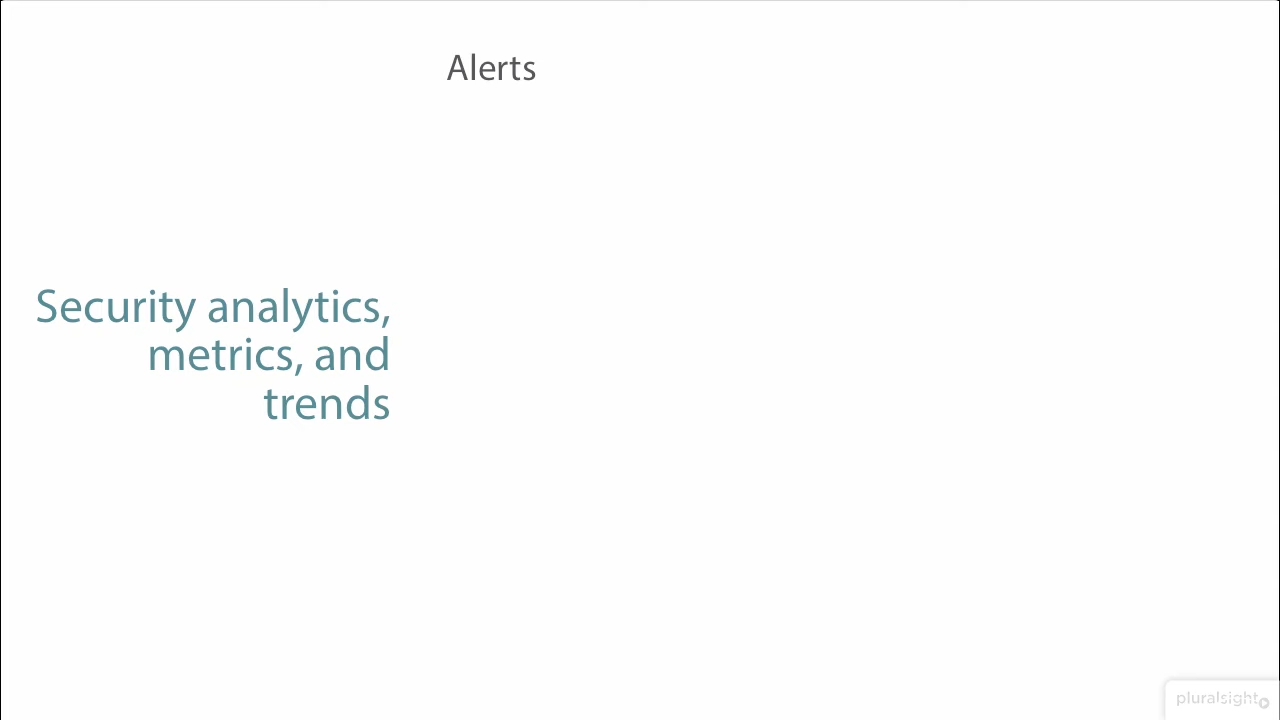 Alerts
Security analytics,
metrics, and
trends
pluralsight